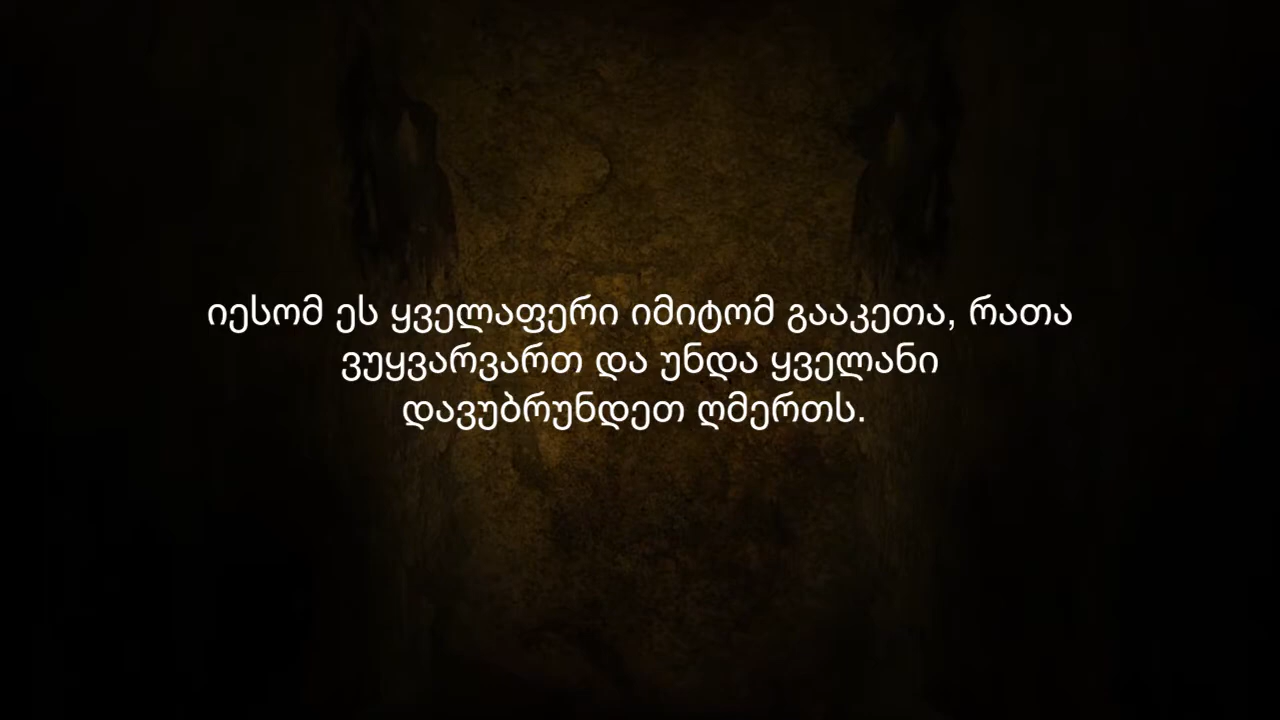 იესომ ეს ყველაფერი იმიტომ გააკეთა, რათა
ვუყვარვართ და უნდა ყველანი
დავუბრუნდეთ ღმერთს.